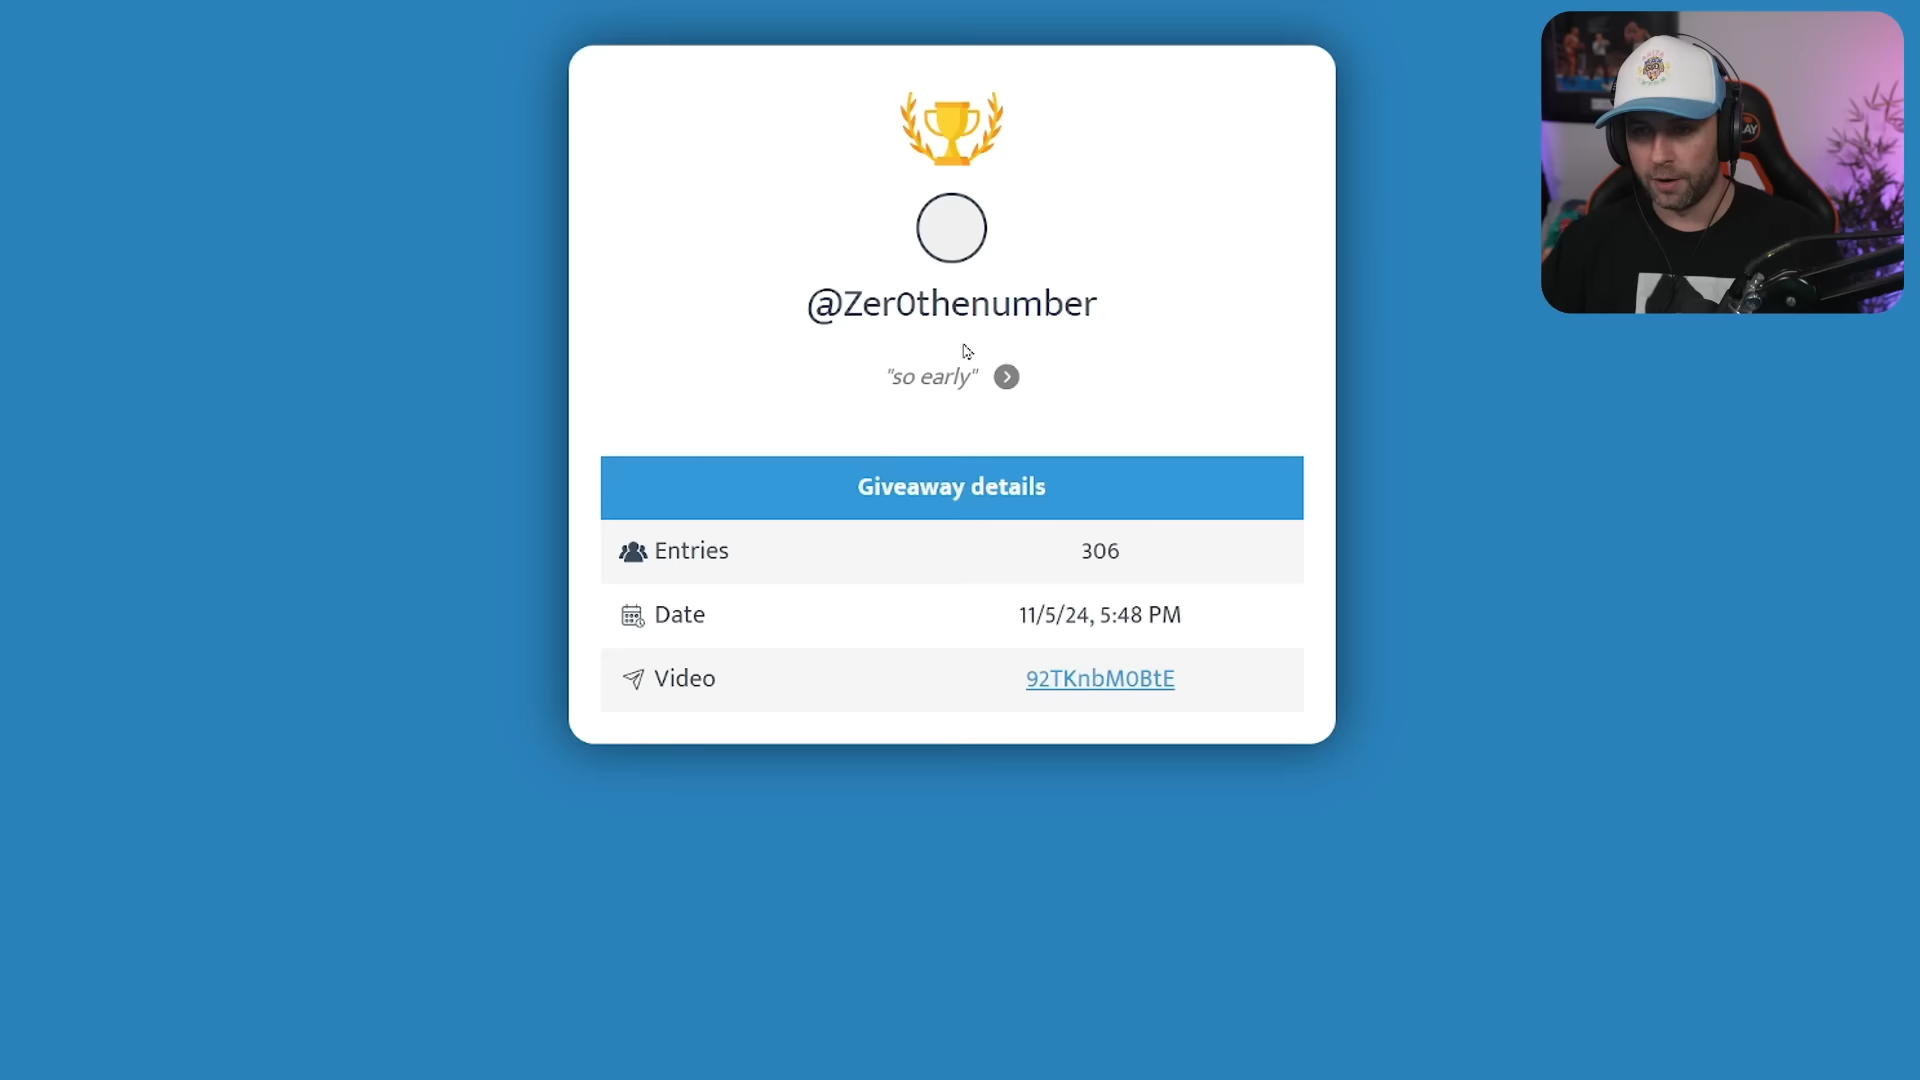 @Zer0thenumber
"so early"
Giveaway details
Entries 306
Date 11/5/24, 5:48 PM
Video 92TKnbM0BtE